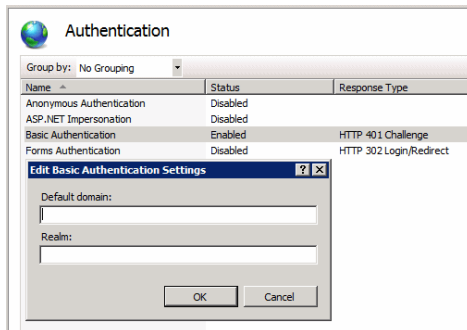 Authentication
Group by: No Grouping
Name Status Response Type
Anonymous Authentication Disabled
ASP.NET Impersonation Disabled
Basic Authentication Enabled HTTP 401 Challenge
Forms Authentication Disabled HTTP 302 Login/Redirect
Edit Basic Authentication Settings ? X
Default domain:
Realm:
OK Cancel